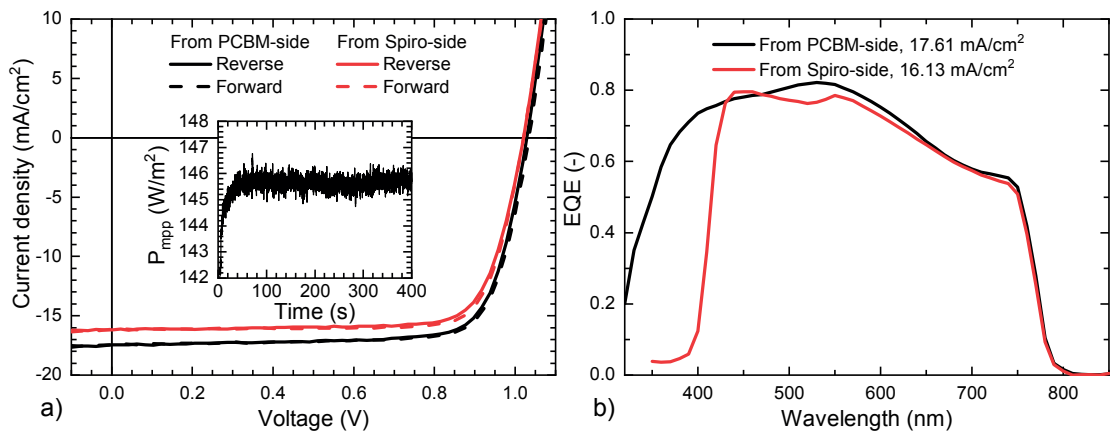 From PCBM-side From Spiro-side
Reverse Reverse
Forward Forward
10
5
0
-5
-10
-15
-20
Current density (mA/cm²)
0.0 0.2 0.4 0.6 0.8 1.0
Voltage (V)
a)
148
147
146
145
144
143
142
P_mpp (W/m²)
0 100 200 300 400
Time (s)
From PCBM-side, 17.61 mA/cm²
From Spiro-side, 16.13 mA/cm²
1.0
0.8
0.6
0.4
0.2
0.0
EQE (-)
400 500 600 700 800
Wavelength (nm)
b)